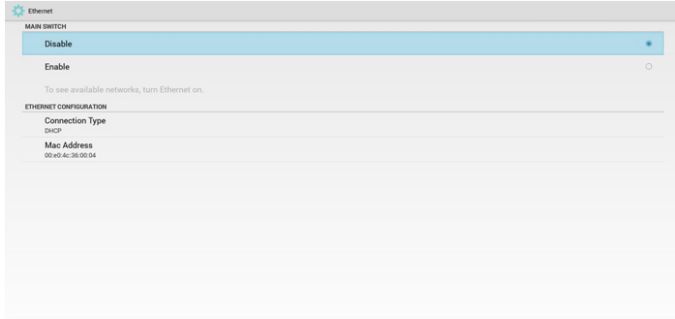 Ethernet
MAIN SWITCH
Disable
Enable
To see available networks, turn Ethernet on.
ETHERNET CONFIGURATION
Connection Type
DHCP
Mac Address
00:e0:4c:36:00:04